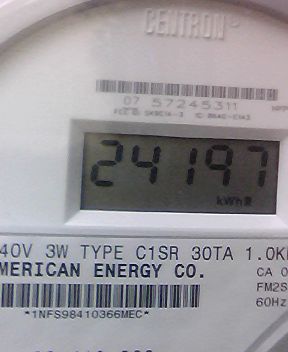 CENTRON
07 57245311
24197
kWh
40V 3W TYPE C1SR 30TA 1.0K
MERICAN ENERGY CO.
CA 0
FM2S
60Hz
*1NFS98410366MEC*